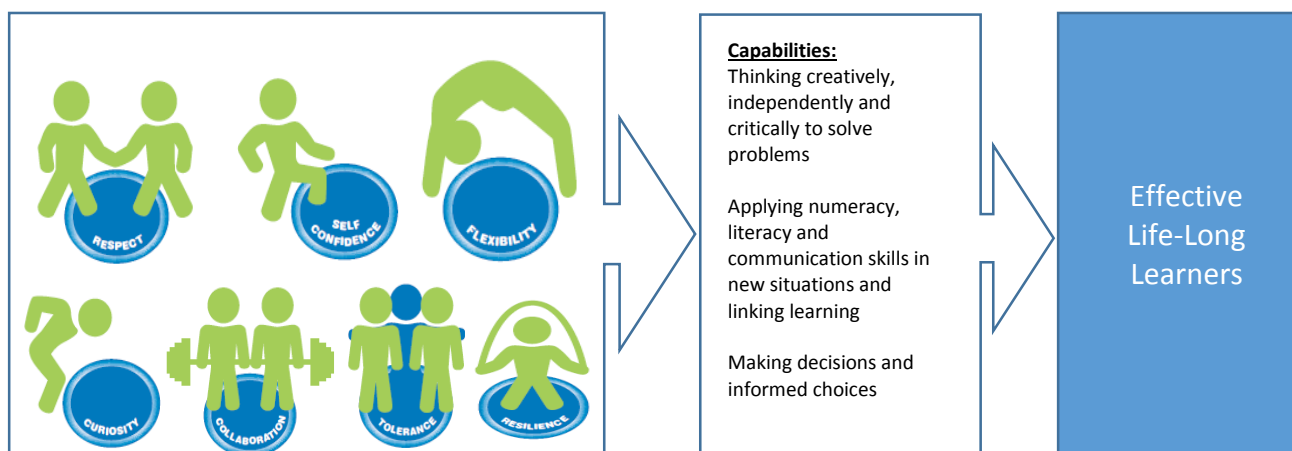 RESPECT
SELF
CONFIDENCE
FLEXIBILITY
CURIOSITY
COLLABORATION
TOLERANCE
RESILIENCE
Capabilities:
Thinking creatively,
independently and
critically to solve
problems
Applying numeracy,
literacy and
communication skills in
new situations and
linking learning
Making decisions and
informed choices
Effective
Life-Long
Learners